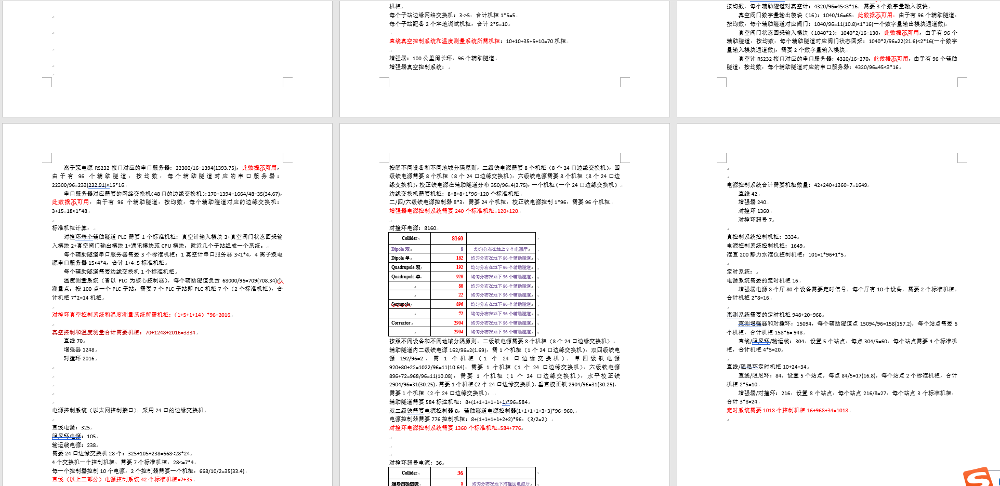 机柜
每个子站边缘网络交换机：3->5，合计机柜 1*5=5
每个子站配备 2 个本地调试机柜，合计 2*5=10
直线真空控制系统和温度测量系统所需机柜：10+10+35+5+10=70 机柜
增强器：100 公里周长环，96 个辅助隧道
增强器真空控制系统：
按均数，每个辅助隧道对真空计：4320/96=45<3*16，需要 3 个数字量输入模块
真空阀门数字量输出模块（16）：1040/16=65，此数据不可用，由于有 96 个辅助隧道，
按均数，每个辅助隧道对应阀门：1040/96=11(10.8)<1*16(一个数字量输出模块通道数)
真空阀门状态回采输入模块（1040*2）：1040*2/16=130，此数据不可用，由于有 96 个
辅助隧道，按均数，每个辅助隧道对应阀门状态回采：1040*2/96=22(21.6)<2*16(一个数字
量输入模块通道数)，需要 2 个数字量输入模块
真空计 RS232 接口对应的串口服务器：4320/16=270，此数据不可用，由于有 96 个辅助
隧道，按均数，每个辅助隧道对应的串口服务器：4320/96=45<3*16
离子泵电源 RS232 接口对应的串口服务器：22300/16=1394(1393.75)，此数据不可用，
由于有 96 个辅助隧道，按均数，每个辅助隧道对应的串口服务器：
22300/96=233(232.91)<15*16
串口服务器对应需要的网络交换机(48 口的边缘交换机)：270+1394=1664/48=35(34.67)，
此数据不可用，由于有 96 个辅助隧道，按均数，每个辅助隧道对应的边缘交换机：
3+15=18<1*48
标准机柜计算，
对撞环每个辅助隧道 PLC 需要 1 个标准机柜：真空计输入模块 3+真空阀门状态回采输
入模块 2+真空阀门输出模块 1+通讯模块或 CPU 模块，就近几个子站组成一个系统。
每个辅助隧道串口服务器需要 3 个标准机柜：1 真空计串口服务器 3<1*4，4 离子泵电
源串口服务器 15<4*4，合计 1+4=5 标准机柜
每个辅助隧道需要边缘交换机 1 个标准机柜
温度测量系统（暂以 PLC 为核心控制器），每个辅助隧道负责 68000/96=709(708.34)个
测量点，按 100 点一个 PLC 子站，需要 7 个 PLC 子站即 PLC 机柜 7 个（2 个标准机柜），合
计机柜 7*2=14 机柜
对撞环真空控制系统和温度测量系统所需机柜：（1+5+1+14）*96=2016
真空控制和温度测量合计需要机柜：70+1248+2016=3334
直线 70
增强器 1248
对撞环 2016
电源控制系统（以太网控制接口），采用 24 口的边缘交换机
直线电源：325
阻尼环电源：105
输运线电源：238
需要 24 口边缘交换机 28 个：325+105+238=668<28*24
4 个交换机一个控制机柜，需要 7 个标准机柜，28<=7*4
每一个控制器控制 10 个电源，2 个控制器需要一个机柜，668/10/2=35(33.4)
直线（以上三部分）电源控制系统 42 个标准机柜=7+35
按照不同设备和不同地域分隔原则，二级铁电源需要 8 个机柜（8 个 24 口边缘交换机），四
级铁电源需要 8 个机柜（8 个 24 口边缘交换机），六级铁电源需要 8 个机柜（8 个 24 口边
缘交换机），校正铁电源在辅助隧道分布 350/96=4(3.75)，一个机柜（一个 24 口边缘交换机）
边缘交换机需要机柜：8+8+8+1*96=120 个标准机柜
二/四/六级铁电源控制器 8*3，需要 24 个机柜，校正铁电源控制 1*96，需要 96 个机柜
增强器电源控制系统需要 240 个标准机柜=120+120
对撞环电源：8160
Collider 8160
Dipole 双 8 均匀分布在地上 8 个电源厅
Dipole 单 162 均匀分布在地下 96 个辅助隧道
Quadrupole 双 192 均匀分布在地下 96 个辅助隧道
Quadrupole 单 920 均匀分布在地下 96 个辅助隧道
80 均匀分布在地下 96 个辅助隧道
22 均匀分布在地下 96 个辅助隧道
Sextupole 896 均匀分布在地下 96 个辅助隧道
72 均匀分布在地下 96 个辅助隧道
Corrector 2904 均匀分布在地下 96 个辅助隧道
2904 均匀分布在地下 96 个辅助隧道
按照不同设备和不同地域分隔原则，二级铁电源需要 8 个机柜（8 个 24 口边缘交换机）
辅助隧道内二级铁电源 162/96=2(1.69)，需 1 个机柜（1 个 24 口边缘交换机），双四级铁电
源 192/96=2，需 1 个机柜（1 个 24 口边缘交换机），单四级铁电源
920+80+22=1022/96=11(10.64)，需要 1 个机柜（1 个 24 口边缘交换机），六级铁电源
896+72=968/96=11(10.08)，需要 1 个机柜（1 个 24 口边缘交换机），水平校正铁
2904/96=31(30.25)，需要 1 个机柜（2 个 24 口边缘交换机），垂直校正铁 2904/96=31(30.25)，
需要 1 个机柜（2 个 24 口边缘交换机），
辅助隧道需要 584 标注机柜：8+(1+1+1+1+1+1)*96=584
双二级铁需要电源控制器 8，辅助隧道电源控制器(1+1+1+1+3+3)*96=960，
电源控制器需要 776 控制机柜：8+(1+1+1+1+2+2)*96，（3/2=2）
对撞环电源控制系统需要 1360 个标准机柜=584+776
对撞环超导电源：36
Collider 36
超导四极磁铁 8 均匀分布在地下对撞区电源厅
电源控制系统合计需要机柜数量：42+240+1360+7=1649
直线 42
增强器 240
对撞环 1360
对撞环超导 7
真控制系统控制机柜：3334
电源控制系统控制机柜：1649
准直 200 静力水准仪控制机柜：101=1*96+1*5
定时系统：
电源系统需要的定时机柜 16
增强器电源 8 个厅 80 个设备需要定时信号，每个厅有 10 个设备，需要 2 个标准机柜，
合计机柜 2*8=16
束测系统需要的定时机柜 948+20=968
束测增强器和对撞环：15094，每个辅助隧道点 15094/96=158(157.2)，每个站点需要 6
个机柜，合计机柜 158*6= 948
直线/阻尼环/输运线：304，设置 5 个站点，每点 304/5=60，每个站点需要 4 个标准机
柜，合计机柜 4*5=20
直线/阻尼环定时机柜 10+24=34
直线/阻尼环：84，设置 5 个站点，每点 84/5=17(16.8)，每个站点 2 个标准机柜，合计
机柜 2*5=10
增强器/对撞环：216，设置 8 个站点，每个站点 216/8=27，每个站点 3 个标准机柜，
合计 3*8=24
定时系统需要 1018 个控制机柜 16+968+34=1018